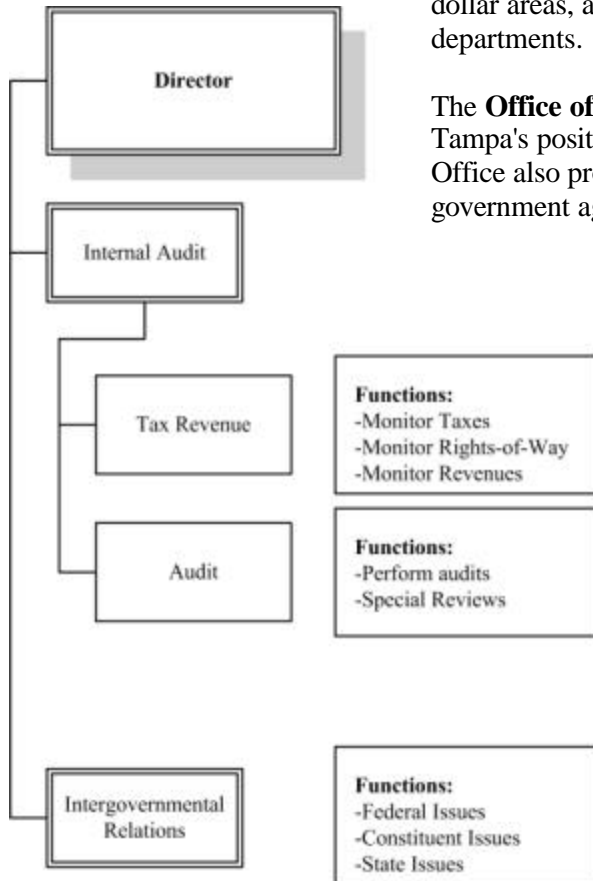 dollar areas, a
departments.
The Office of
Tampa's posit
Office also pr
government a
Director
Internal Audit
Tax Revenue
Functions:
-Monitor Taxes
-Monitor Rights-of-Way
-Monitor Revenues
Audit
Functions:
-Perform audits
-Special Reviews
Intergovernmental
Relations
Functions:
-Federal Issues
-Constituent Issues
-State Issues